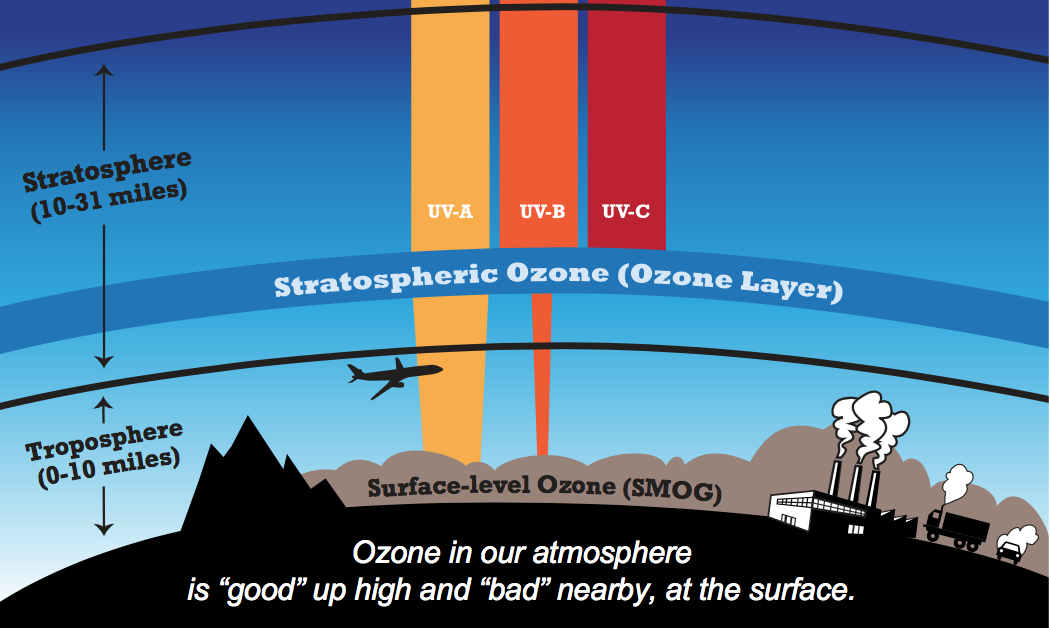 Stratosphere
(10-31 miles)
UV-A
UV-B
UV-C
Stratospheric Ozone (Ozone Layer)
Troposphere
(0-10 miles)
Surface-level Ozone (SMOG)
Ozone in our atmosphere
is “good” up high and “bad” nearby, at the surface.